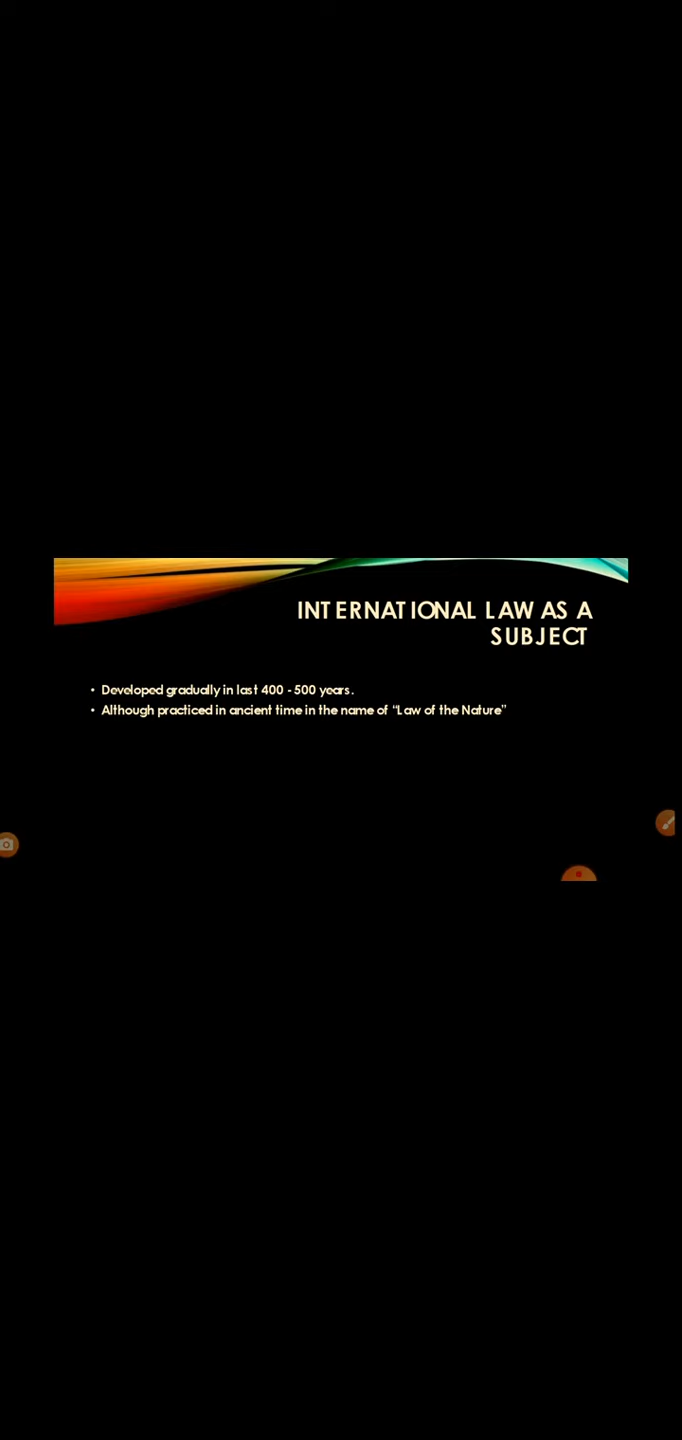 INTERNATIONAL LAW AS A
SUBJECT
• Developed gradually in last 400 - 500 years.
• Although practiced in ancient time in the name of “Law of the Nature”